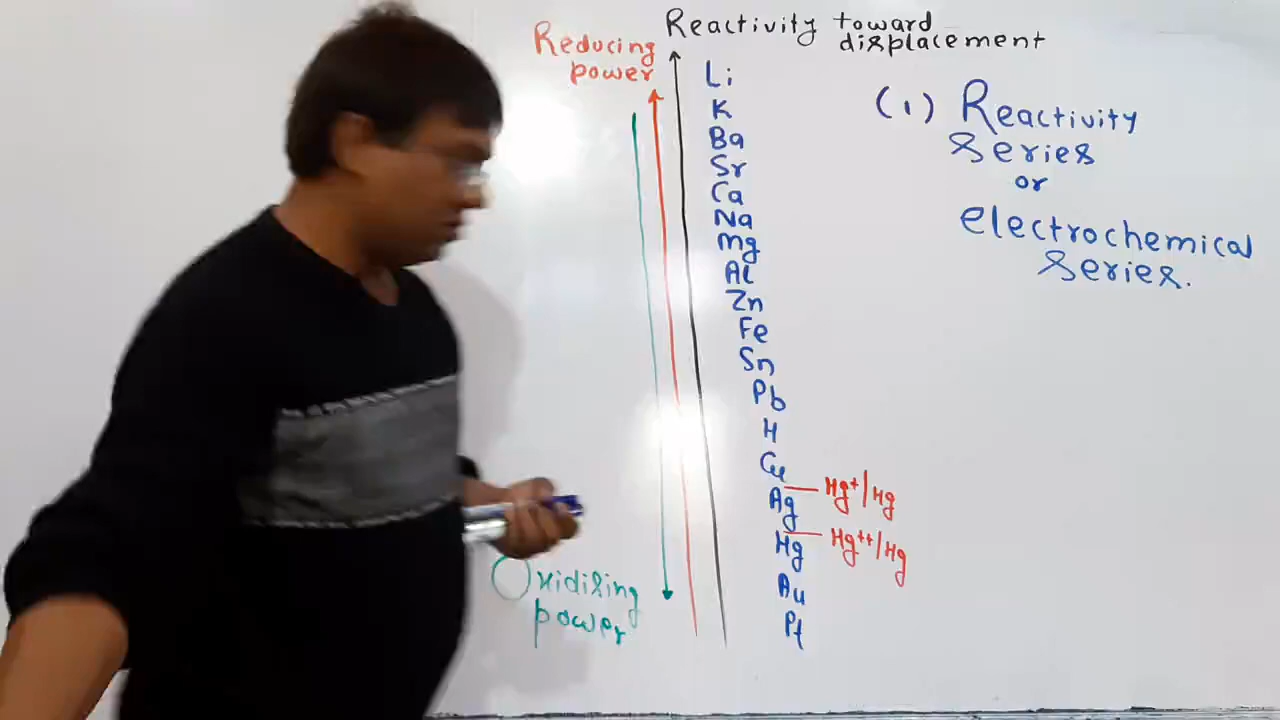 Reactivity toward
displacement
Reducing
power
Li
K
Ba
Sr
Ca
Na
Mg
Al
Zn
Fe
Sn
Pb
H
Cu
Hg+/Hg
Ag
Hg++/Hg
Hg
Au
Pt
Oxidising
power
(1) Reactivity
series
or
electrochemical
series.